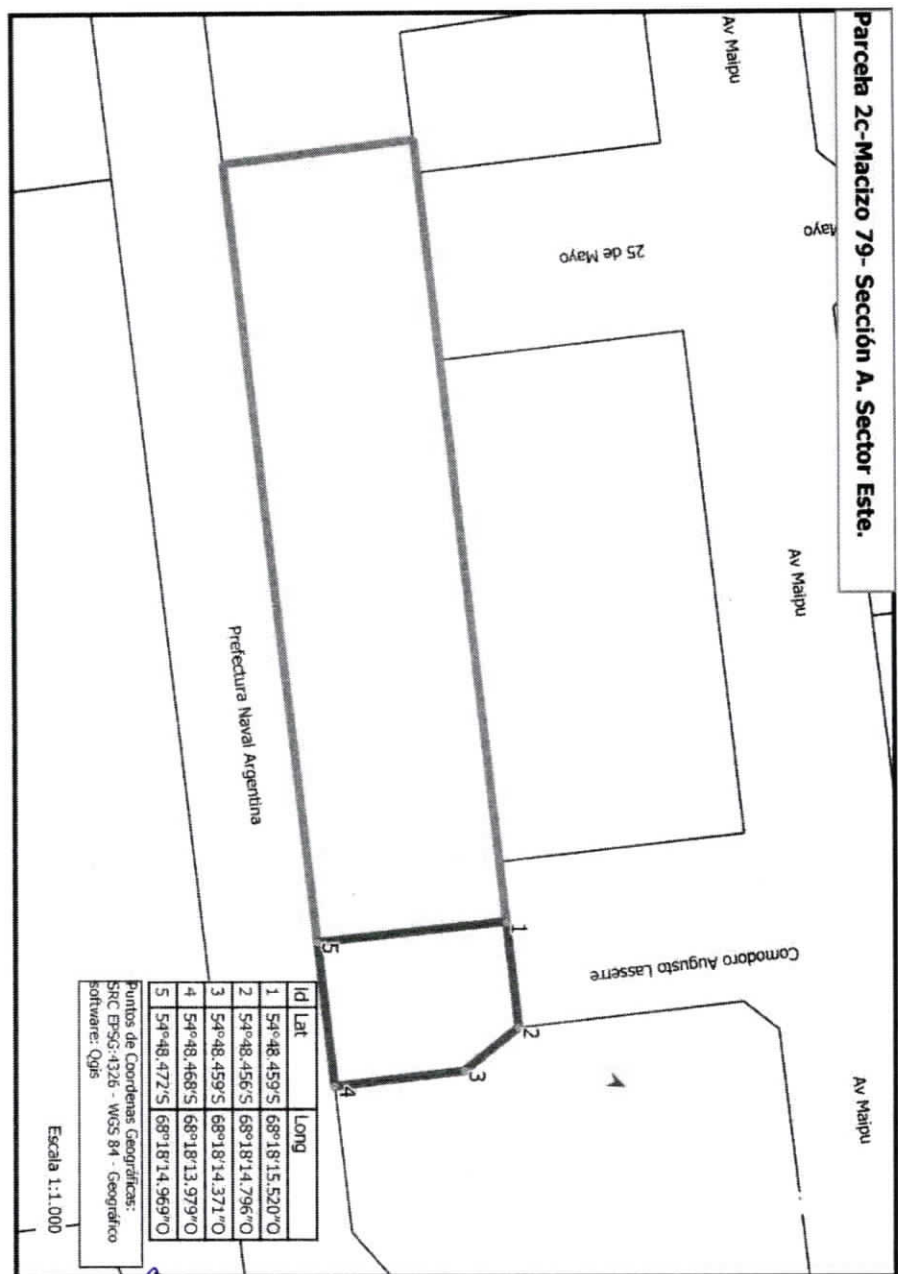 Parcela 2c-Macizo 79- Sección A. Sector Este.
Av Maipu
Mayo
25 de Mayo
Av Maipu
Comodoro Augusto Lasserre
Av Maipu
Prefectura Naval Argentina
1
2
3
4
5
Id Lat Long
1 54°48.459'S 68°18'15.520"O
2 54°48.456'S 68°18'14.796"O
3 54°48.459'S 68°18'14.371"O
4 54°48.468'S 68°18'13.979"O
5 54°48.472'S 68°18'14.969"O
Puntos de Coordenas Geográficas:
SRC EPSG:4326 - WGS 84 - Geográfico
software: Qgis
Escala 1:1.000